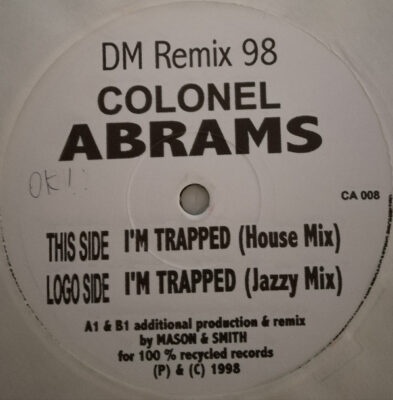 DM Remix 98
COLONEL
ABRAMS
OK!!
CA 008
THIS SIDE I'M TRAPPED (House Mix)
LOGO SIDE I'M TRAPPED (Jazzy Mix)
A1 & B1 additional production & remix
by MASON & SMITH
for 100 % recycled records
(P) & (C) 1998